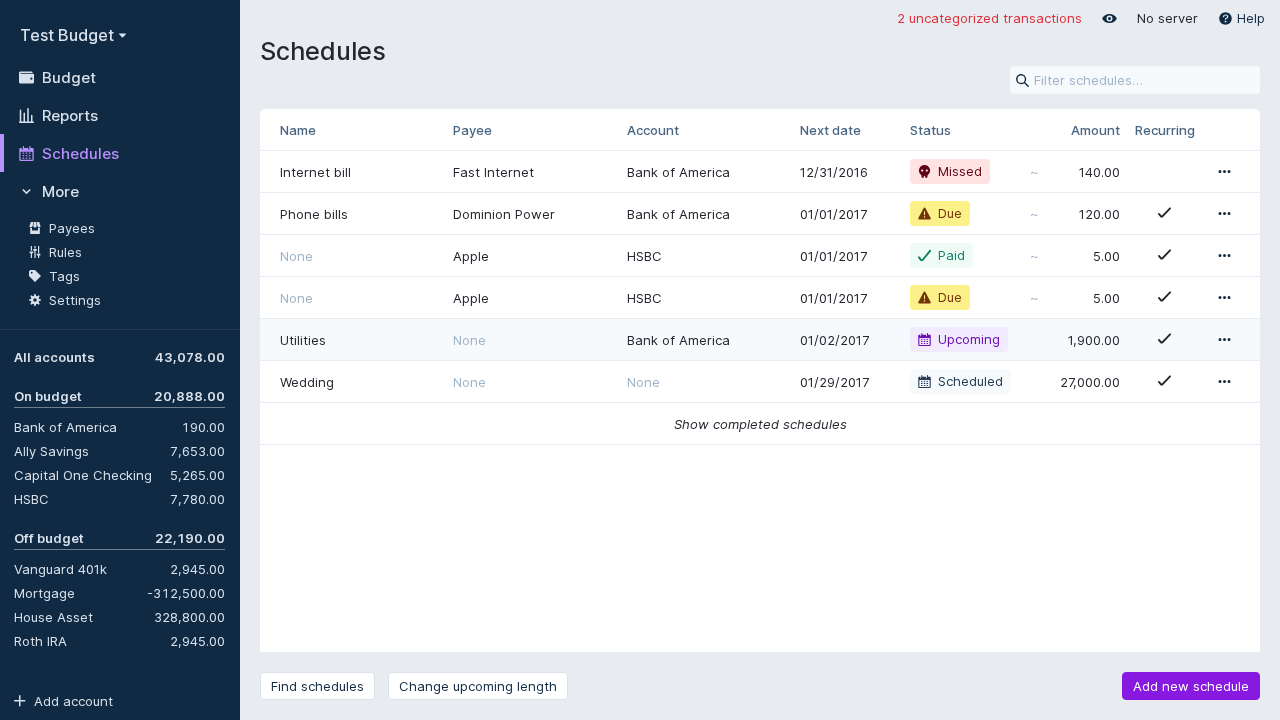 Test Budget
Budget
Reports
Schedules
More
Payees
Rules
Tags
Settings
All accounts 43,078.00
On budget 20,888.00
Bank of America 190.00
Ally Savings 7,653.00
Capital One Checking 5,265.00
HSBC 7,780.00
Off budget 22,190.00
Vanguard 401k 2,945.00
Mortgage -312,500.00
House Asset 328,800.00
Roth IRA 2,945.00
Add account
2 uncategorized transactions No server Help
Schedules
Filter schedules...
Name Payee Account Next date Status Amount Recurring
Internet bill Fast Internet Bank of America 12/31/2016 Missed ~ 140.00
Phone bills Dominion Power Bank of America 01/01/2017 Due ~ 120.00
None Apple HSBC 01/01/2017 Paid ~ 5.00
None Apple HSBC 01/01/2017 Due ~ 5.00
Utilities None Bank of America 01/02/2017 Upcoming 1,900.00
Wedding None None 01/29/2017 Scheduled 27,000.00
Show completed schedules
Find schedules Change upcoming length Add new schedule